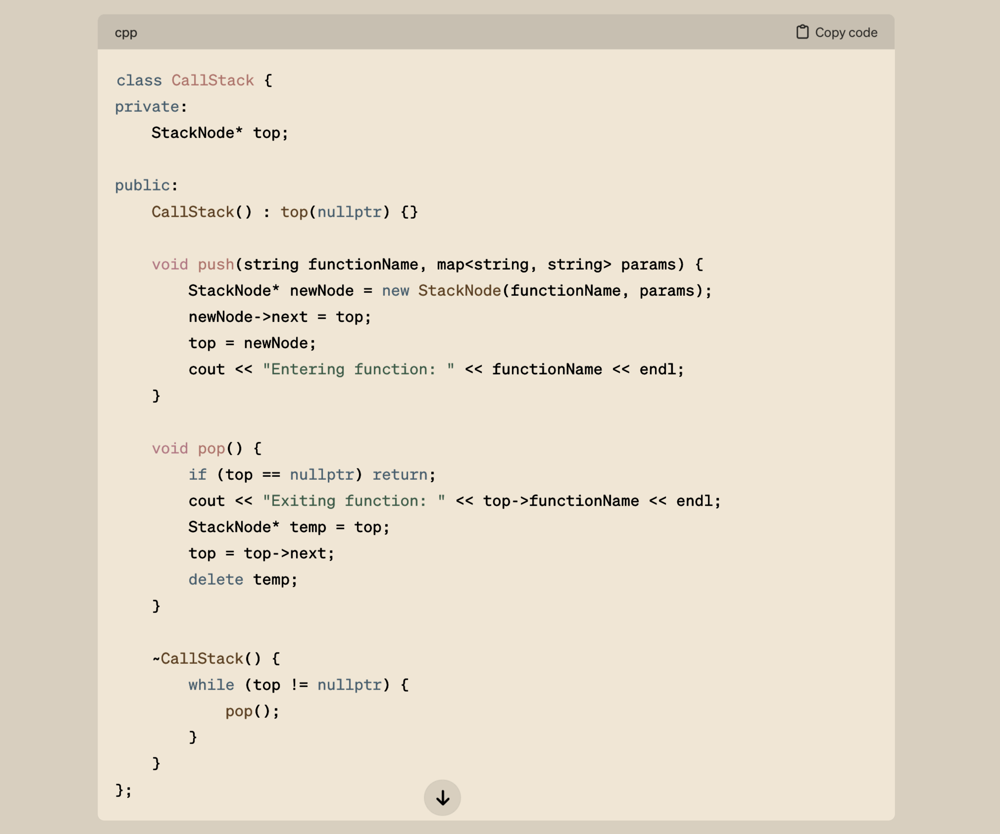 cpp
Copy code
class CallStack {
private:
    StackNode* top;

public:
    CallStack() : top(nullptr) {}

    void push(string functionName, map<string, string> params) {
        StackNode* newNode = new StackNode(functionName, params);
        newNode->next = top;
        top = newNode;
        cout << "Entering function: " << functionName << endl;
    }

    void pop() {
        if (top == nullptr) return;
        cout << "Exiting function: " << top->functionName << endl;
        StackNode* temp = top;
        top = top->next;
        delete temp;
    }

    ~CallStack() {
        while (top != nullptr) {
            pop();
        }
    }
};